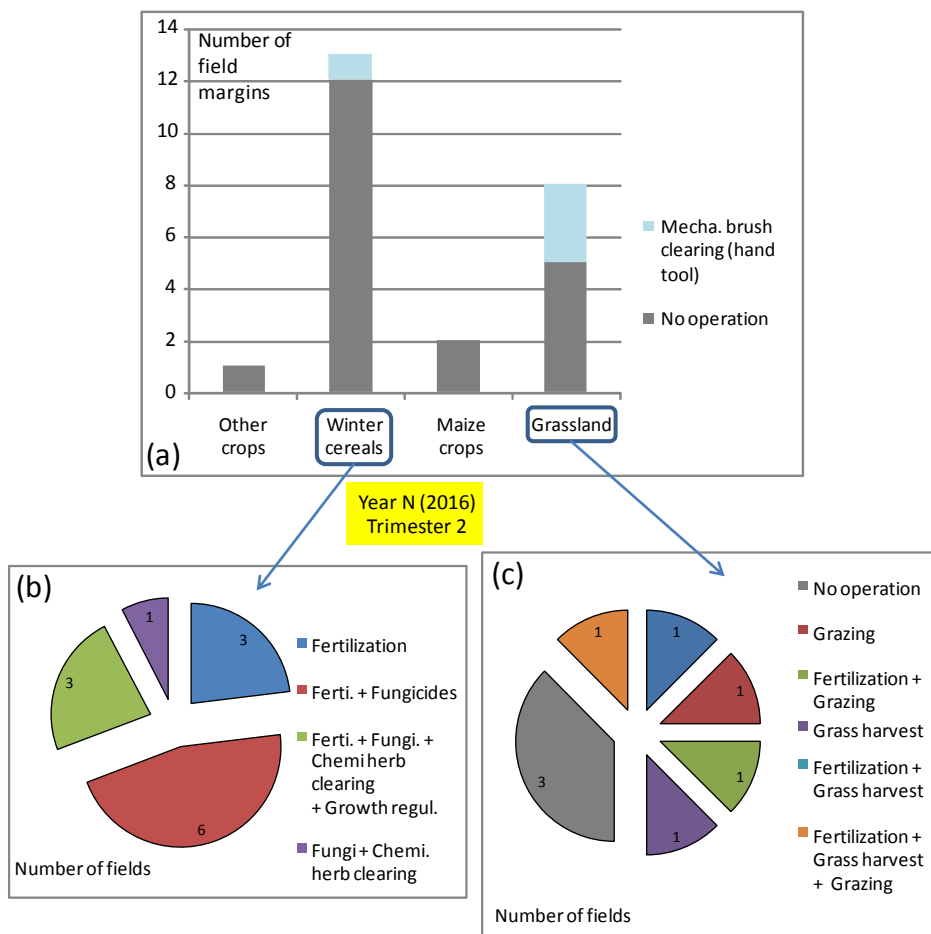 14
Number of
field
margins
12
10
8
6
4
2
0
Mecha. brush
clearing (hand
tool)
No operation
Other
crops
Winter
cereals
Maize
crops
Grassland
(a)
Year N (2016)
Trimester 2
(b)
1
3
3
6
Fertilization
Ferti. + Fungicides
Ferti. + Fungi. +
Chemi herb
clearing
+ Growth regul.
Fungi + Chemi.
herb clearing
Number of fields
(c)
1
1
1
1
3
1
No operation
Grazing
Fertilization +
Grazing
Grass harvest
Fertilization +
Grass harvest
Fertilization +
Grass harvest
+ Grazing
Number of fields